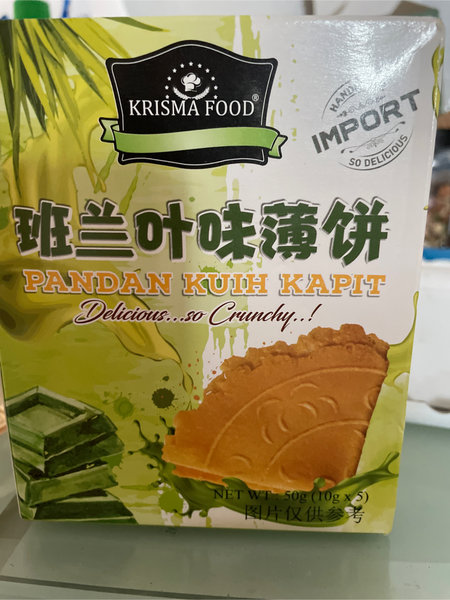 KRISMA FOOD®
HAND
IMPORT
SO DELICIOUS
班兰叶味薄饼
PANDAN KUIH KAPIT
Delicious...so Crunchy..!
NET WT : 50g (10g x 5)
图片仅供参考